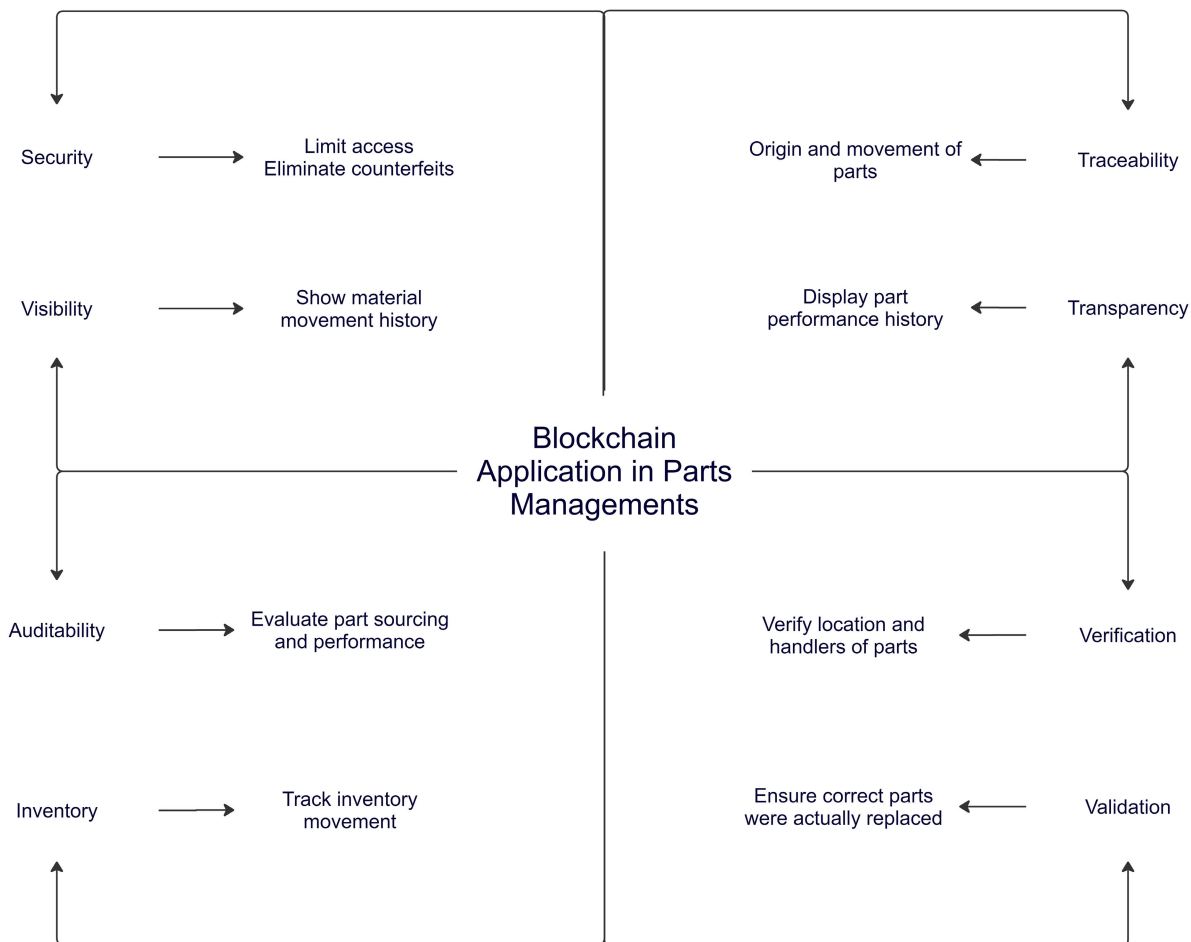 Security
Limit access
Eliminate counterfeits
Origin and movement of
parts
Traceability
Visibility
Show material
movement history
Display part
performance history
Transparency
Blockchain
Application in Parts
Managements
Auditability
Evaluate part sourcing
and performance
Verify location and
handlers of parts
Verification
Inventory
Track inventory
movement
Ensure correct parts
were actually replaced
Validation